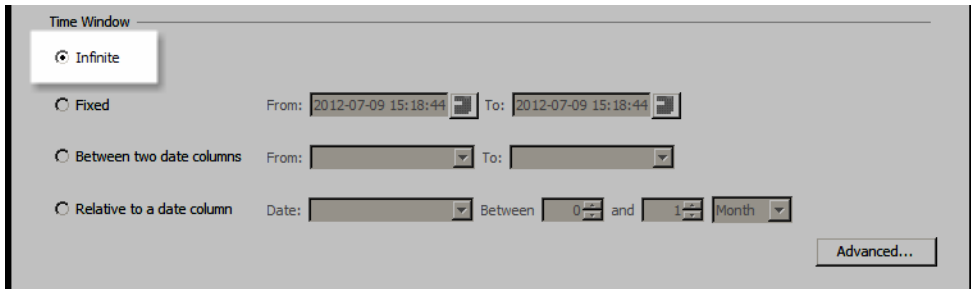 Time Window
Infinite
Fixed From: 2012-07-09 15:18:44 To: 2012-07-09 15:18:44
Between two date columns From: To:
Relative to a date column Date: Between 0 and 1 Month
Advanced...